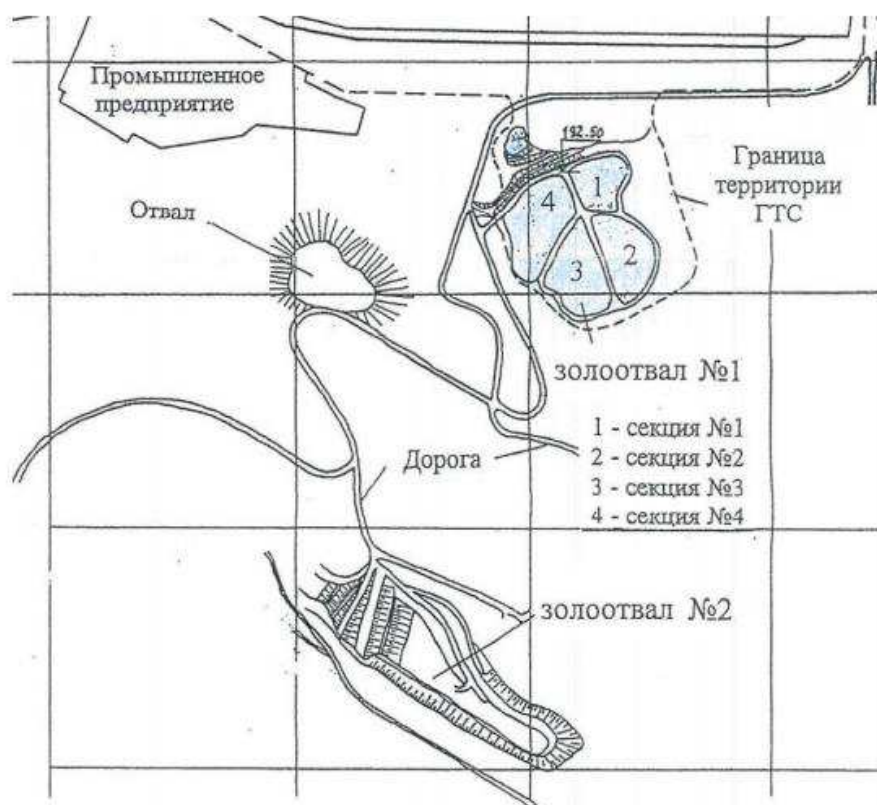 Промышленное
предприятие
192.50
Граница
территории
ГТС
Отвал
1
4
2
3
золоотвал №1
1 - секция №1
2 - секция №2
3 - секция №3
4 - секция №4
Дорога
золоотвал №2